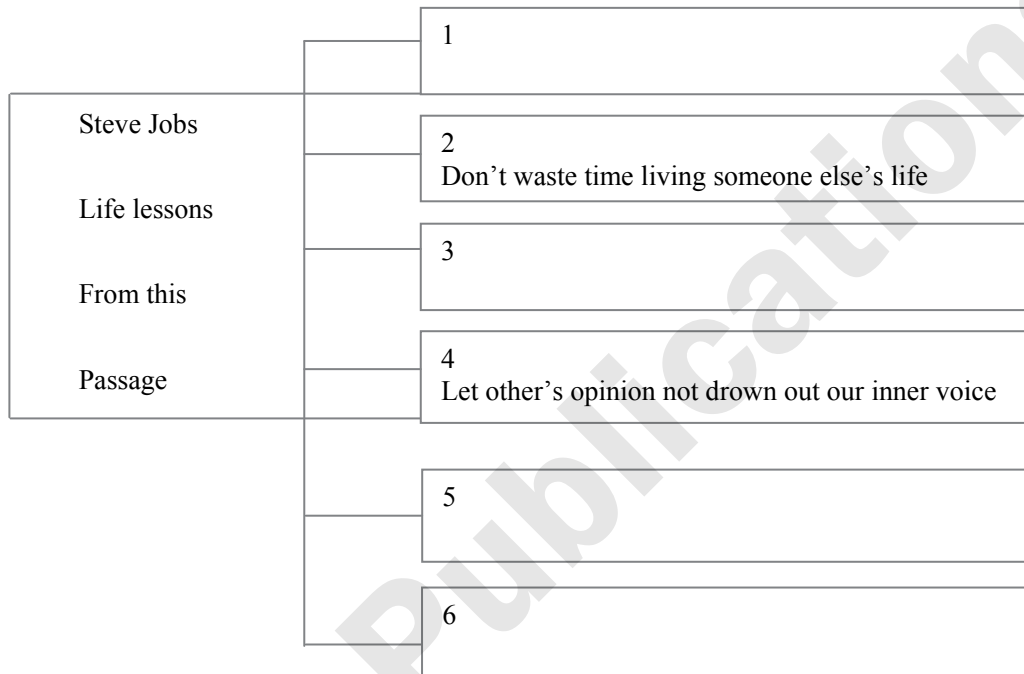 1
Steve Jobs
2
Don’t waste time living someone else’s life
Life lessons
3
From this
4
Let other’s opinion not drown out our inner voice
Passage
5
6
Publication